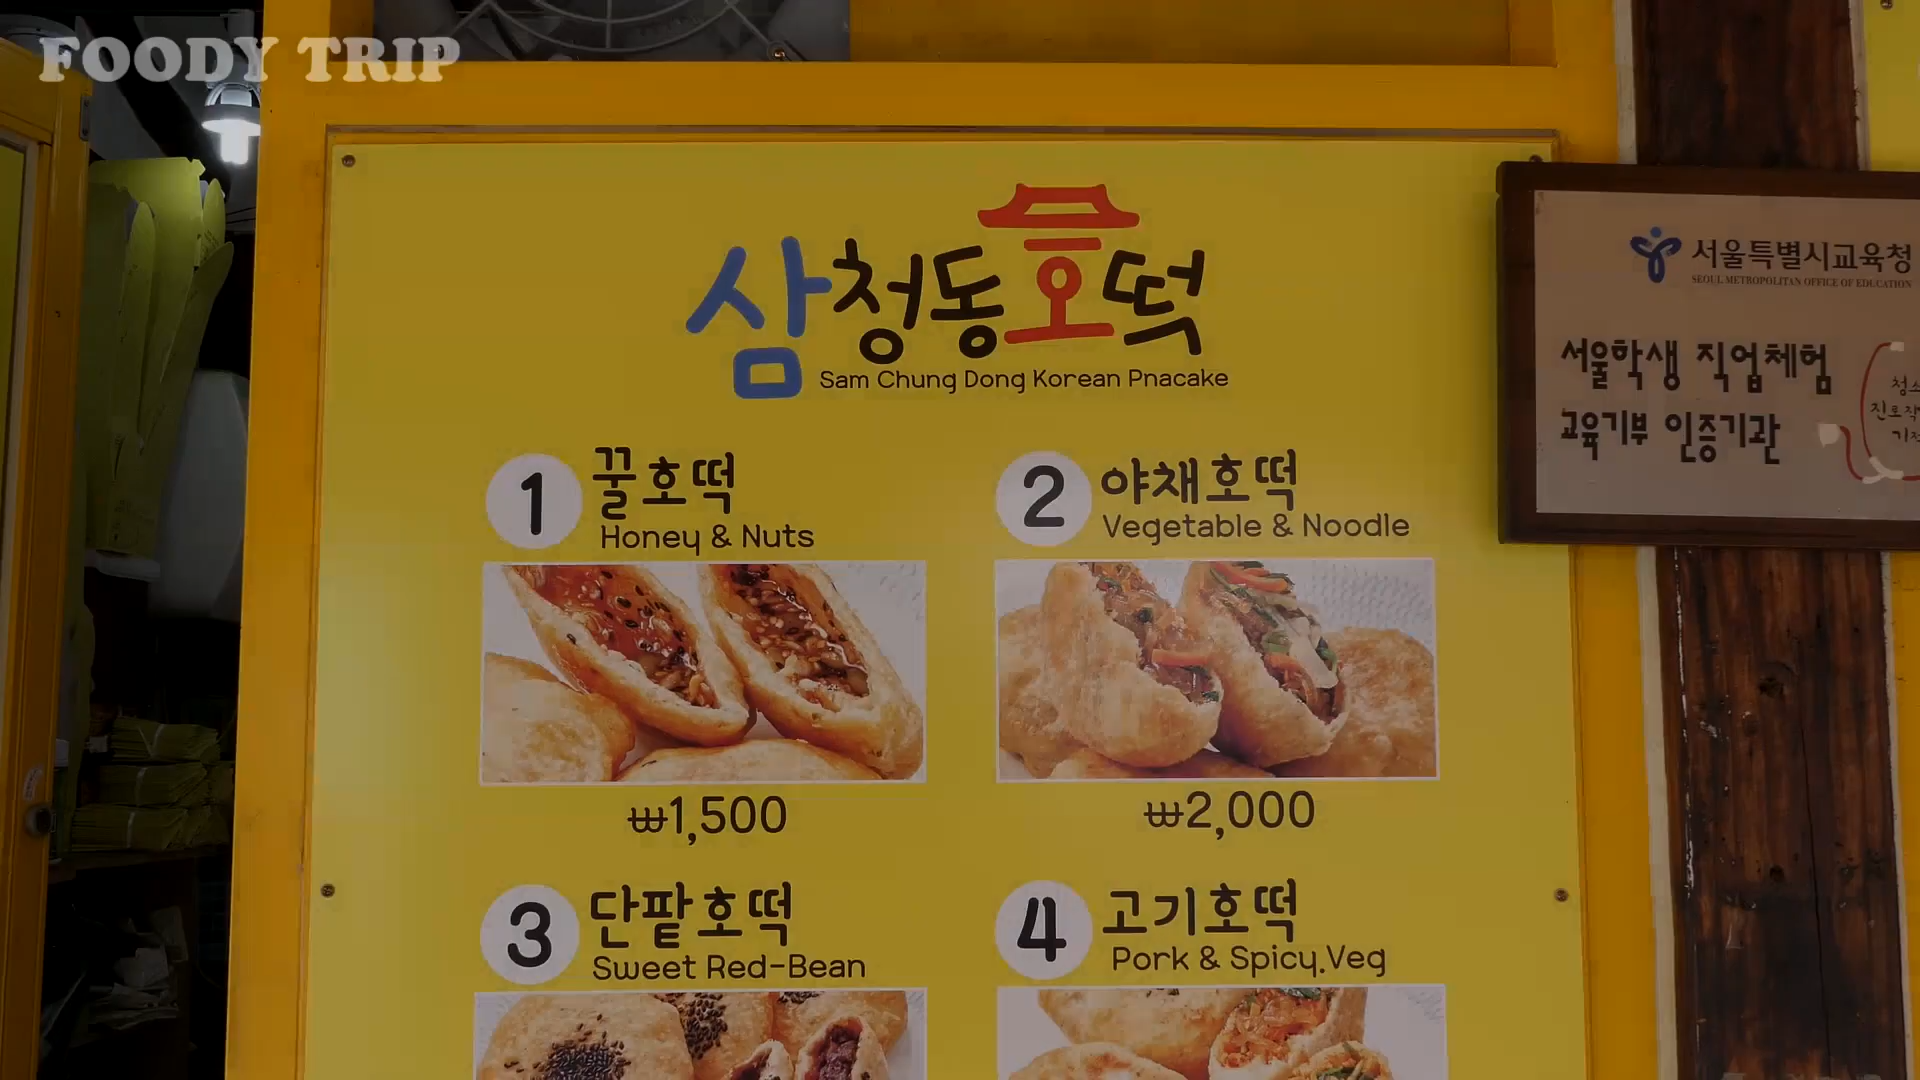 FOODY TRIP
삼청동호떡
Sam Chung Dong Korean Pnacake
1 꿀호떡
Honey & Nuts
₩1,500
2 야채호떡
Vegetable & Noodle
₩2,000
3 단팥호떡
Sweet Red-Bean
4 고기호떡
Pork & Spicy.Veg
서울특별시교육청
SEOUL METROPOLITAN OFFICE OF EDUCATION
서울학생 직업체험
교육기부 인증기관